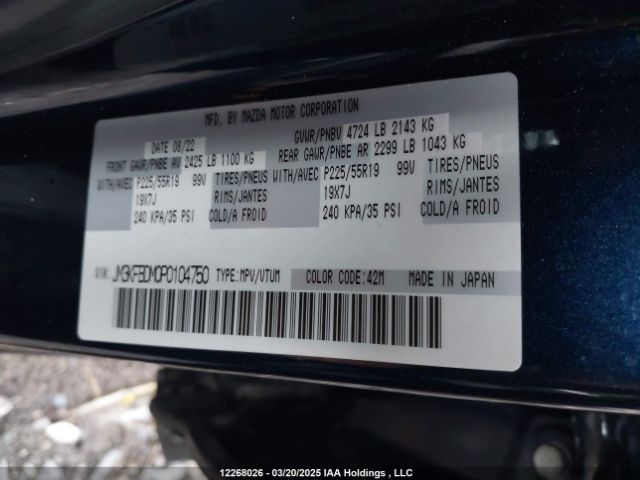 MFD. BY MAZDA MOTOR CORPORATION
DATE 08/22 GVWR/PNBV 4724 LB 2143 KG
FRONT GAWR/PNBE AV 2425 LB 1100 KG REAR GAWR/PNBE AR 2299 LB 1043 KG
WITH/AVEC P225/55R19 99V TIRES/PNEUS WITH/AVEC P225/55R19 99V TIRES/PNEUS
19X7J RIMS/JANTES 19X7J RIMS/JANTES
240 KPA/35 PSI COLD/A FROID 240 KPA/35 PSI COLD/A FROID
VIN: JM3KFBDM0P0104750 TYPE:MPV/VTUM COLOR CODE:42M MADE IN JAPAN
12268026 - 03/20/2025 IAA Holdings , LLC